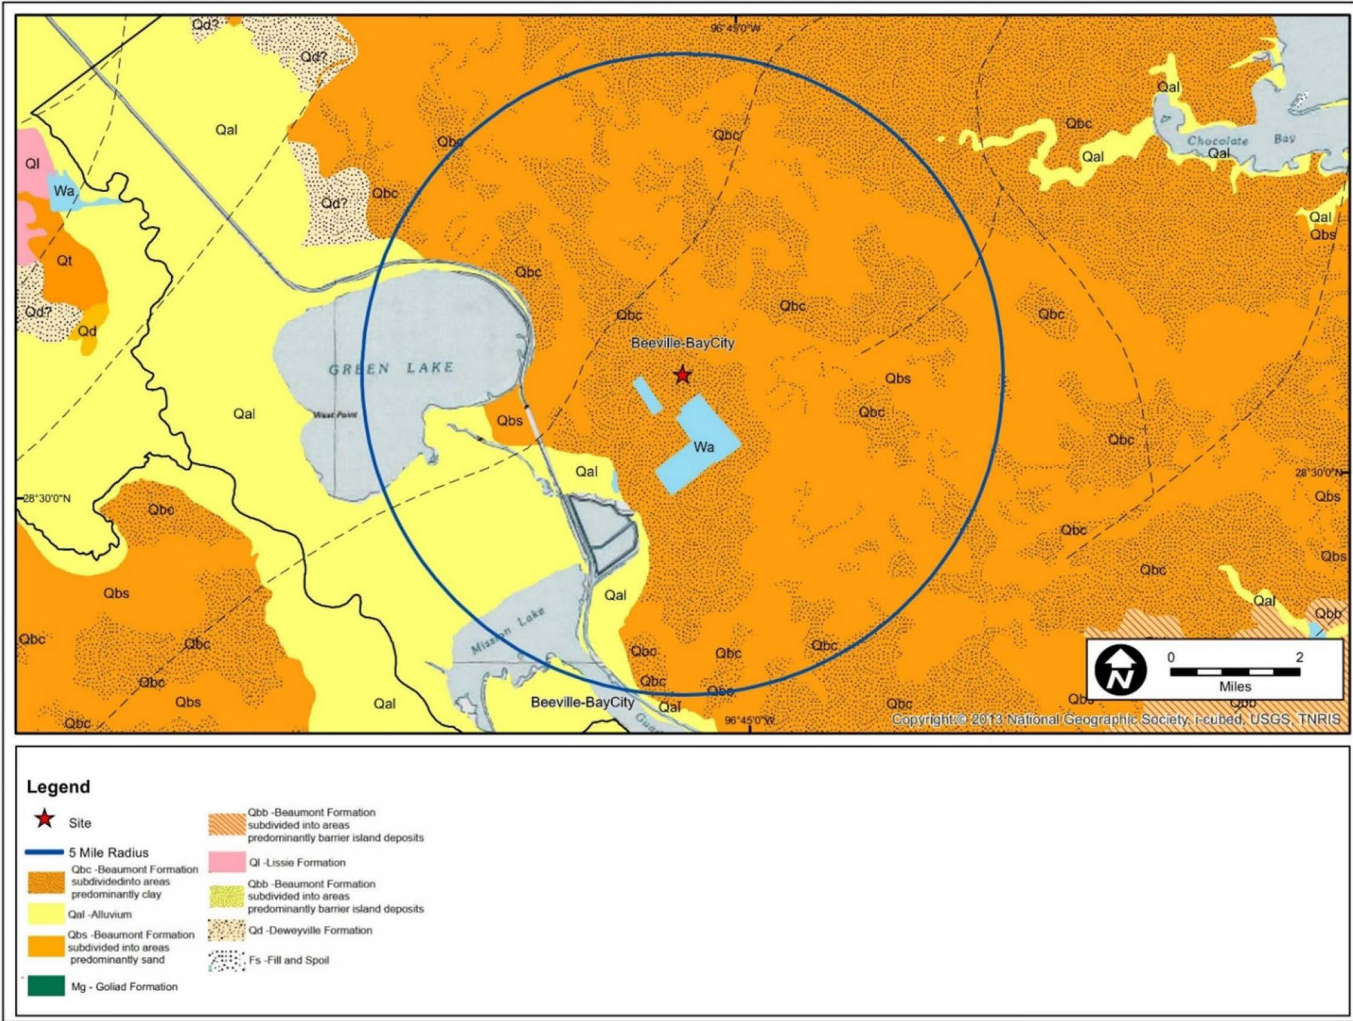 Qd?
96°45'0"W
Qd?
Qal
Qbc
Qbc
Qbc
Qal
Chocolate Bay
Qal
Qal
Ql
Wa
Qd?
Qbc
Qal
Qbs
Qt
Qbc
Qbc
Qbc
Qbc
Qd?
Qd
Beeville-BayCity
GREEN LAKE
Qbs
Qal
West Point
Qbs
Qbc
Qbc
Wa
Qal
28°30'0"N
28°30'0"N
Qbs
Qbc
Qbc
Qbs
Qbc
Qbs
Qal
Qal
Qbb
Mission Lake
Qbc
Qbc
Qbc
Qbc
Qbc
Qbc
Qbc
Qbc
Qbs
Qal
Beeville-BayCity
Qal
Qbc
Qbs
Qbb
Qbc
96°45'0"W
0 2
Miles
N
Copyright:© 2013 National Geographic Society, i-cubed, USGS, TNRIS
Legend
Site
5 Mile Radius
Qbc -Beaumont Formation
subdividedinto areas
predominantly clay
Qal -Alluvium
Qbs -Beaumont Formation
subdivided into areas
predominantly sand
Mg - Goliad Formation
Qbb -Beaumont Formation
subdivided into areas
predominantly barrier island deposits
Ql -Lissie Formation
Qbb -Beaumont Formation
subdivided into areas
predominantly barrier island deposits
Qd -Deweyville Formation
Fs -Fill and Spoil